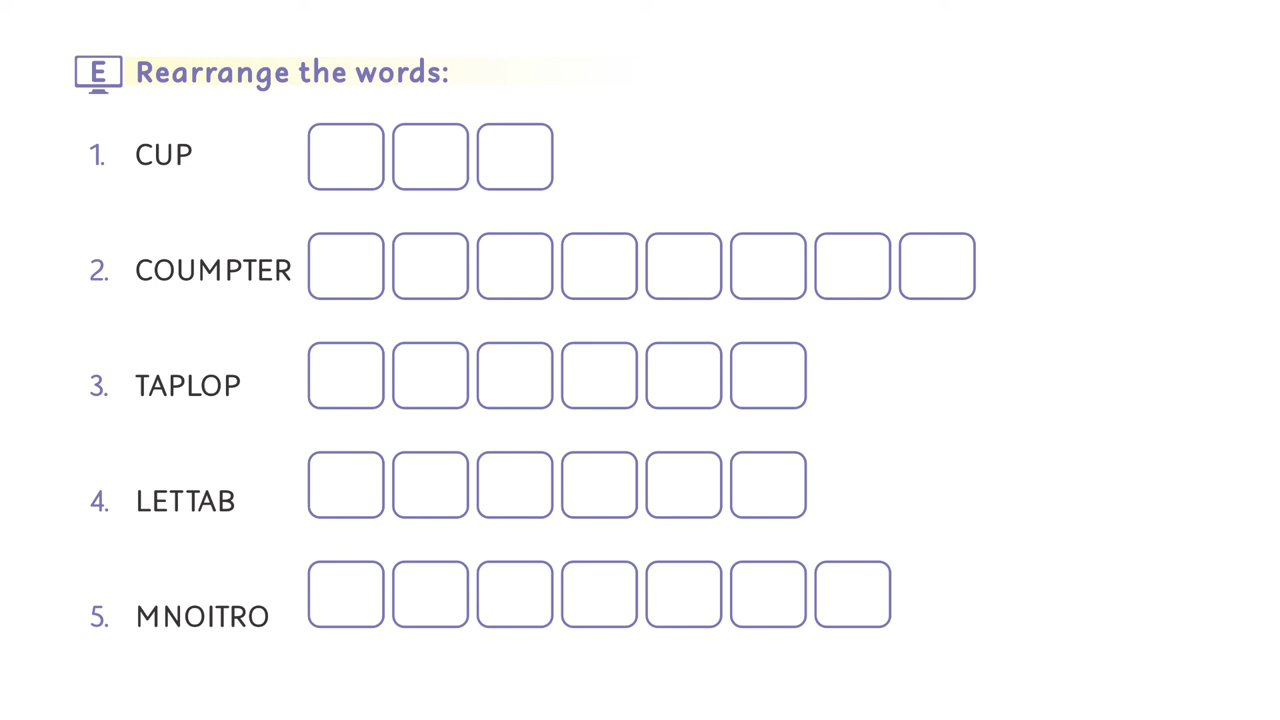 E Rearrange the words:
1. CUP
2. COUMPTER
3. TAPLOP
4. LETTAB
5. MNOITRO